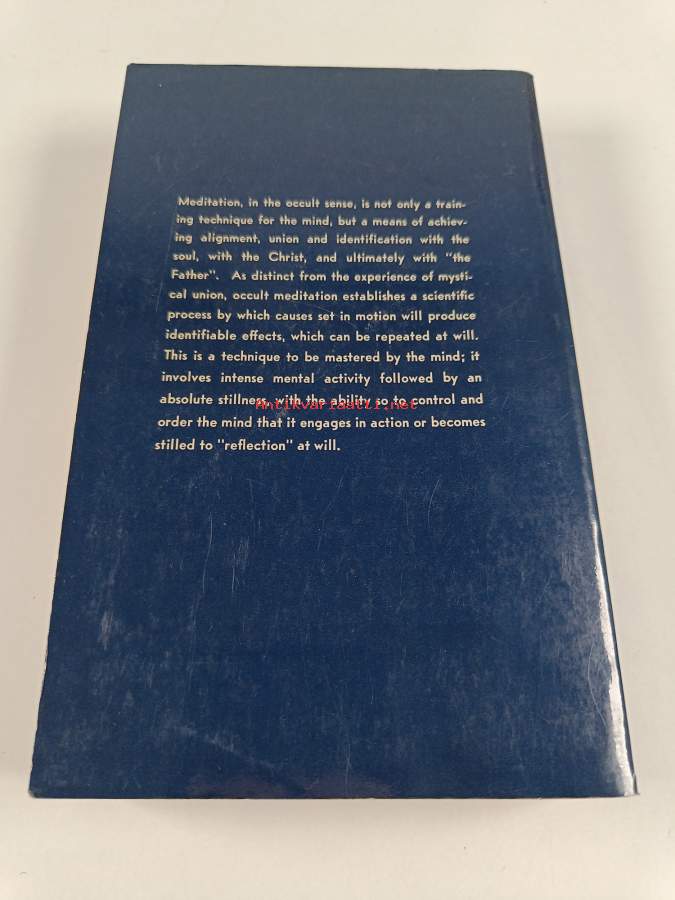 Meditation, in the occult sense, is not only a train-
ing technique for the mind, but a means of achiev-
ing alignment, union and identification with the
soul, with the Christ, and ultimately with "the
Father". As distinct from the experience of mysti-
cal union, occult meditation establishes a scientific
process by which causes set in motion will produce
identifiable effects, which can be repeated at will.
This is a technique to be mastered by the mind; it
involves intense mental activity followed by an
absolute stillness, with the ability so to control and
Antikvariaatti.net
order the mind that it engages in action or becomes
stilled to "reflection" at will.